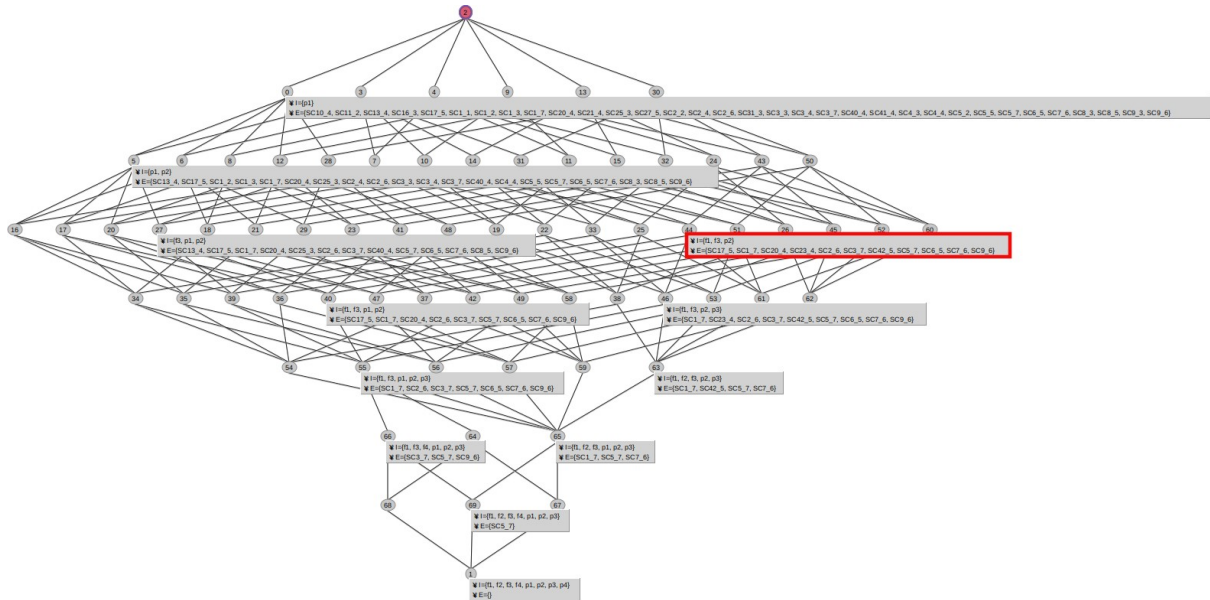 2
0 3 4 9 13 30
I={p1}
E={SC10_4, SC11_2, SC13_4, SC16_3, SC17_5, SC1_1, SC1_2, SC1_3, SC1_7, SC20_4, SC21_4, SC25_3, SC27_5, SC2_2, SC2_4, SC2_6, SC31_3, SC3_3, SC3_4, SC3_7, SC40_4, SC41_4, SC4_3, SC4_4, SC5_2, SC5_5, SC5_7, SC6_5, SC7_6, SC8_3, SC8_5, SC9_3, SC9_6}
5 6 8 12 28 7 10 14 31 11 15 32 24 43 50
I={p1, p2}
E={SC13_4, SC17_5, SC1_2, SC1_3, SC1_7, SC20_4, SC25_3, SC2_4, SC2_6, SC3_3, SC3_4, SC3_7, SC40_4, SC4_4, SC5_5, SC5_7, SC6_5, SC7_6, SC8_3, SC8_5, SC9_6}
16 17 20 27 18 21 29 23 41 48 19 22 33 25 44 51 26 45 52 60
I={f3, p1, p2}
E={SC13_4, SC17_5, SC1_7, SC20_4, SC25_3, SC2_6, SC3_7, SC40_4, SC5_7, SC6_5, SC7_6, SC8_5, SC9_6}
I={f1, f3, p2}
E={SC17_5, SC1_7, SC20_4, SC23_4, SC2_6, SC3_7, SC42_5, SC5_7, SC6_5, SC7_6, SC9_6}
34 35 39 36 40 47 37 42 49 58 38 46 53 61 62
I={f1, f3, p1, p2}
E={SC17_5, SC1_7, SC20_4, SC2_6, SC3_7, SC5_7, SC6_5, SC7_6, SC9_6}
I={f1, f3, p2, p3}
E={SC1_7, SC23_4, SC2_6, SC3_7, SC42_5, SC5_7, SC6_5, SC7_6, SC9_6}
54 55 56 57 59 63
I={f1, f3, p1, p2, p3}
E={SC1_7, SC2_6, SC3_7, SC5_7, SC6_5, SC7_6, SC9_6}
I={f1, f2, f3, p2, p3}
E={SC1_7, SC42_5, SC5_7, SC7_6}
66 64 65
I={f1, f3, f4, p1, p2, p3}
E={SC3_7, SC5_7, SC9_6}
I={f1, f2, f3, p1, p2, p3}
E={SC1_7, SC5_7, SC7_6}
68 69 67
I={f1, f2, f3, f4, p1, p2, p3}
E={SC5_7}
1
I={f1, f2, f3, f4, p1, p2, p3, p4}
E={}